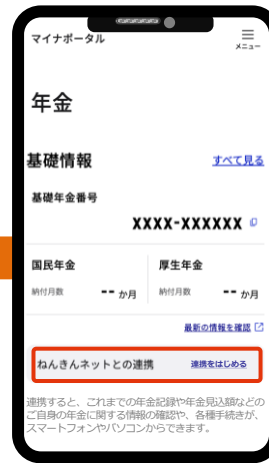 マイナポータル
メニュー
年金
基礎情報 すべて見る
基礎年金番号
XXXX-XXXXXX
国民年金 厚生年金
納付月数 -- か月 納付月数 -- か月
最新の情報を確認
ねんきんネットとの連携 連携をはじめる
連携すると、これまでの年金記録や年金見込額などの
ご自身の年金に関する情報の確認や、各種手続きが、
スマートフォンやパソコンからできます。